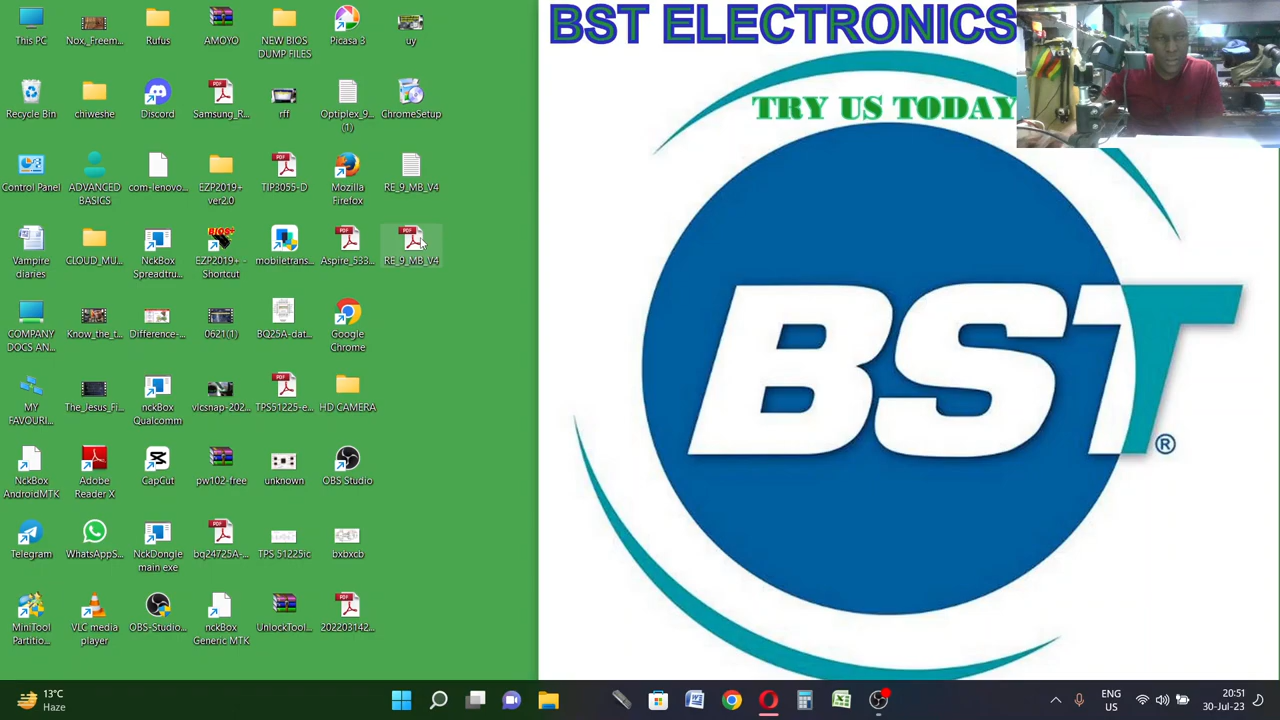 BST ELECTRONICS
TRY US TODAY
BST
®
This PC
Nox_Freem...
Rufus
AMOYO
NEW BIOS
DUMP FILES
Picasa 3
uy
Recycle Bin
chiweshe
Discord
Samsung_R...
rff
Optiplex_9...
(1)
ChromeSetup
Control Panel
ADVANCED
BASICS
com-lenovo...
EZP2019+
ver2.0
TIP3055-D
Mozilla
Firefox
RE_9_MB_V4
Vampire
diaries
CLOUD_MU...
NckBox
Spreadtru...
EZP2019+ -
Shortcut
mobiletrans...
Aspire_533...
RE_9_MB_V4
COMPANY
DOCS AN...
Know_the_t...
Difference-...
0621(1)
BQ25A-dat...
Google
Chrome
MY
FAVOURI...
The_Jesus_Fi...
nckBox
Qualcomm
vicsnap-202...
TPS51225-e...
HD CAMERA
NckBox
AndroidMTK
Adobe
Reader X
CapCut
pw102-free
unknown
OBS Studio
Telegram
WhatsAppS...
NckDongle
main exe
bq24725A-...
TPS 51225ic
bxbxcb
MiniTool
Partitio...
VLC media
player
OBS-Studio...
nckBox
Generic MTK
UnlockTool...
202203142...
13°C
Haze
ENG
US
20:51
30-Jul-23